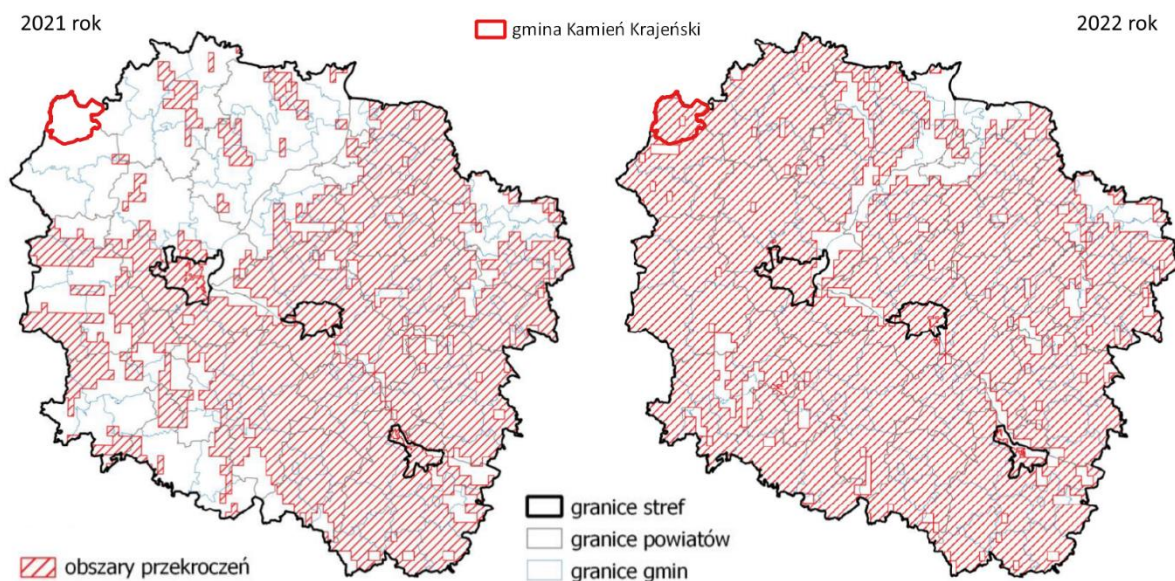 2021 rok
gmina Kamień Krajeński
2022 rok
granice stref
granice powiatów
granice gmin
obszary przekroczeń